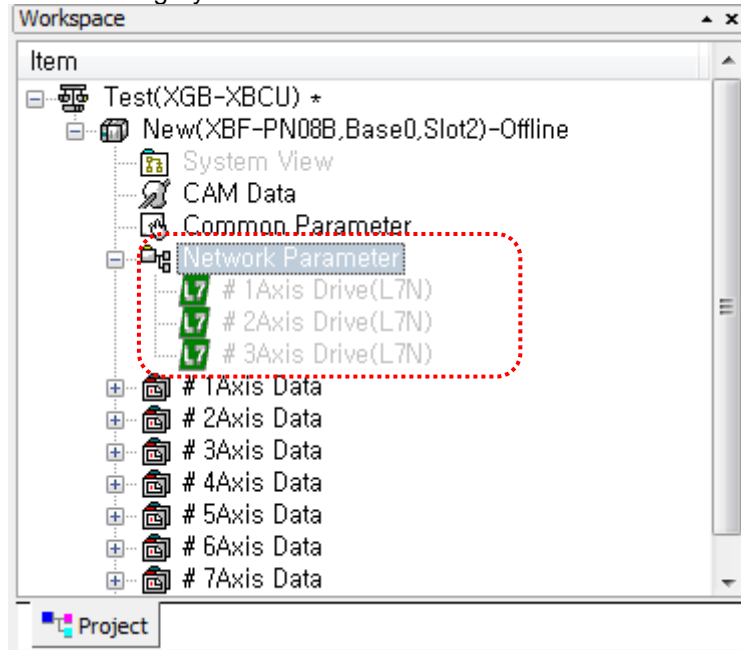 Workspace
Item
Test(XGB-XBCU) *
New(XBF-PN08B,Base0,Slot2)-Offline
System View
CAM Data
Common Parameter
Network Parameter
L7 # 1Axis Drive(L7N)
L7 # 2Axis Drive(L7N)
L7 # 3Axis Drive(L7N)
# 1Axis Data
# 2Axis Data
# 3Axis Data
# 4Axis Data
# 5Axis Data
# 6Axis Data
# 7Axis Data
Project